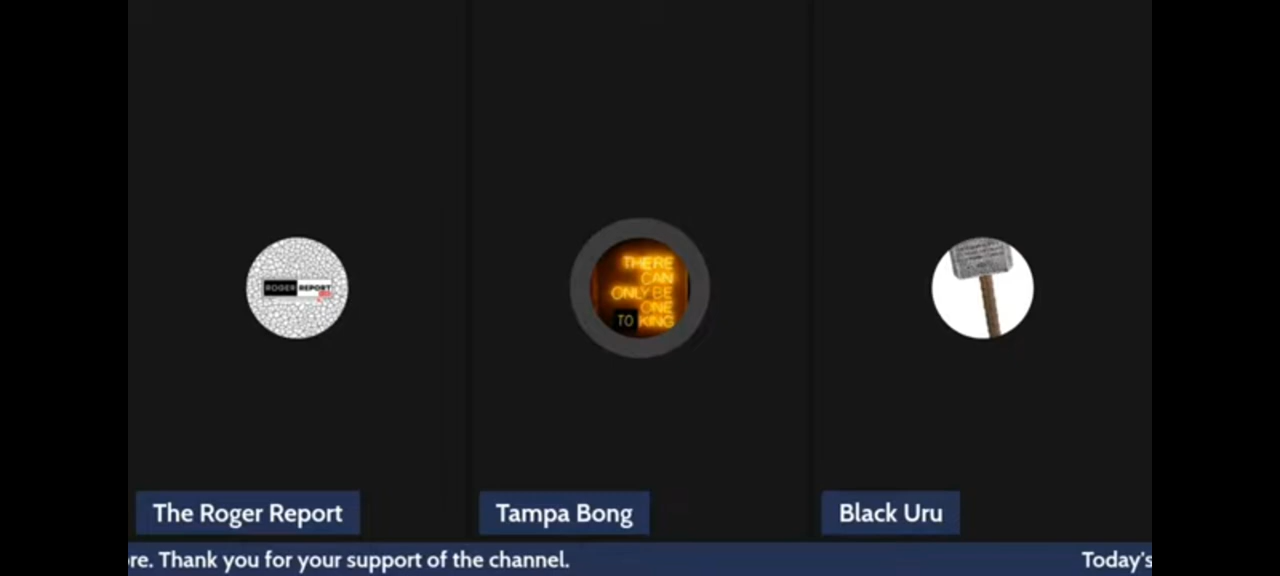 ROGER REPORT
THERE
CAN
ONLY BE
ONE
TO KING
The Roger Report
Tampa Bong
Black Uru
re. Thank you for your support of the channel.
Today's